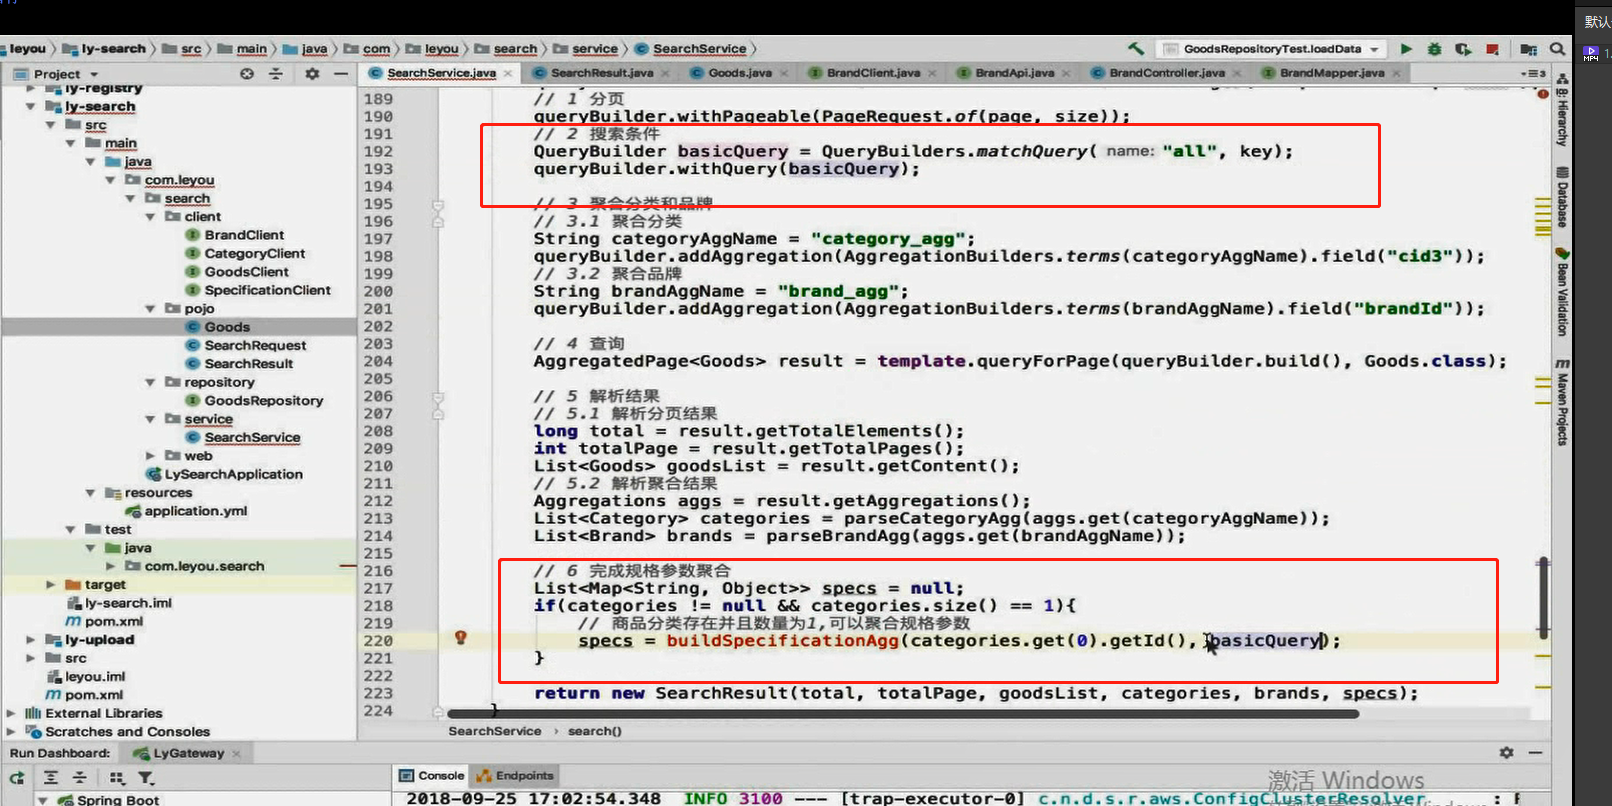 默认
leyou ly-search src main java com leyou search service SearchService GoodsRepositoryTest.loadData
Project SearchService.java SearchResult.java Goods.java BrandClient.java BrandApi.java BrandController.java BrandMapper.java
ly-registry
ly-search
src
main
java
com.leyou
search
client
BrandClient
CategoryClient
GoodsClient
SpecificationClient
pojo
Goods
SearchRequest
SearchResult
repository
GoodsRepository
service
SearchService
web
LySearchApplication
resources
application.yml
test
java
com.leyou.search
target
ly-search.iml
pom.xml
ly-upload
src
leyou.iml
pom.xml
External Libraries
Scratches and Consoles
189 // 1 分页
190 queryBuilder.withPageable(PageRequest.of(page, size));
191 // 2 搜索条件
192 QueryBuilder basicQuery = QueryBuilders.matchQuery( name: "all", key);
193 queryBuilder.withQuery(basicQuery);
194
195 // 3 聚合分类和品牌
196 // 3.1 聚合分类
197 String categoryAggName = "category_agg";
198 queryBuilder.addAggregation(AggregationBuilders.terms(categoryAggName).field("cid3"));
199 // 3.2 聚合品牌
200 String brandAggName = "brand_agg";
201 queryBuilder.addAggregation(AggregationBuilders.terms(brandAggName).field("brandId"));
202
203 // 4 查询
204 AggregatedPage<Goods> result = template.queryForPage(queryBuilder.build(), Goods.class);
205
206 // 5 解析结果
207 // 5.1 解析分页结果
208 long total = result.getTotalElements();
209 int totalPage = result.getTotalPages();
210 List<Goods> goodsList = result.getContent();
211 // 5.2 解析聚合结果
212 Aggregations aggs = result.getAggregations();
213 List<Category> categories = parseCategoryAgg(aggs.get(categoryAggName));
214 List<Brand> brands = parseBrandAgg(aggs.get(brandAggName));
215
216 // 6 完成规格参数聚合
217 List<Map<String, Object>> specs = null;
218 if(categories != null && categories.size() == 1){
219 // 商品分类存在并且数量为1,可以聚合规格参数
220 specs = buildSpecificationAgg(categories.get(0).getId(), basicQuery);
221 }
222
223 return new SearchResult(total, totalPage, goodsList, categories, brands, specs);
224 }
SearchService › search()
Hierarchy
Database
Bean Validation
Maven Projects
MP4
Run Dashboard: LyGateway
Spring Boot
Console Endpoints
2018-09-25 17:02:54.348 INFO 3100 --- [trap-executor-0] c.n.d.s.r.aws.ConfigClusterResolver :
激活 Windows